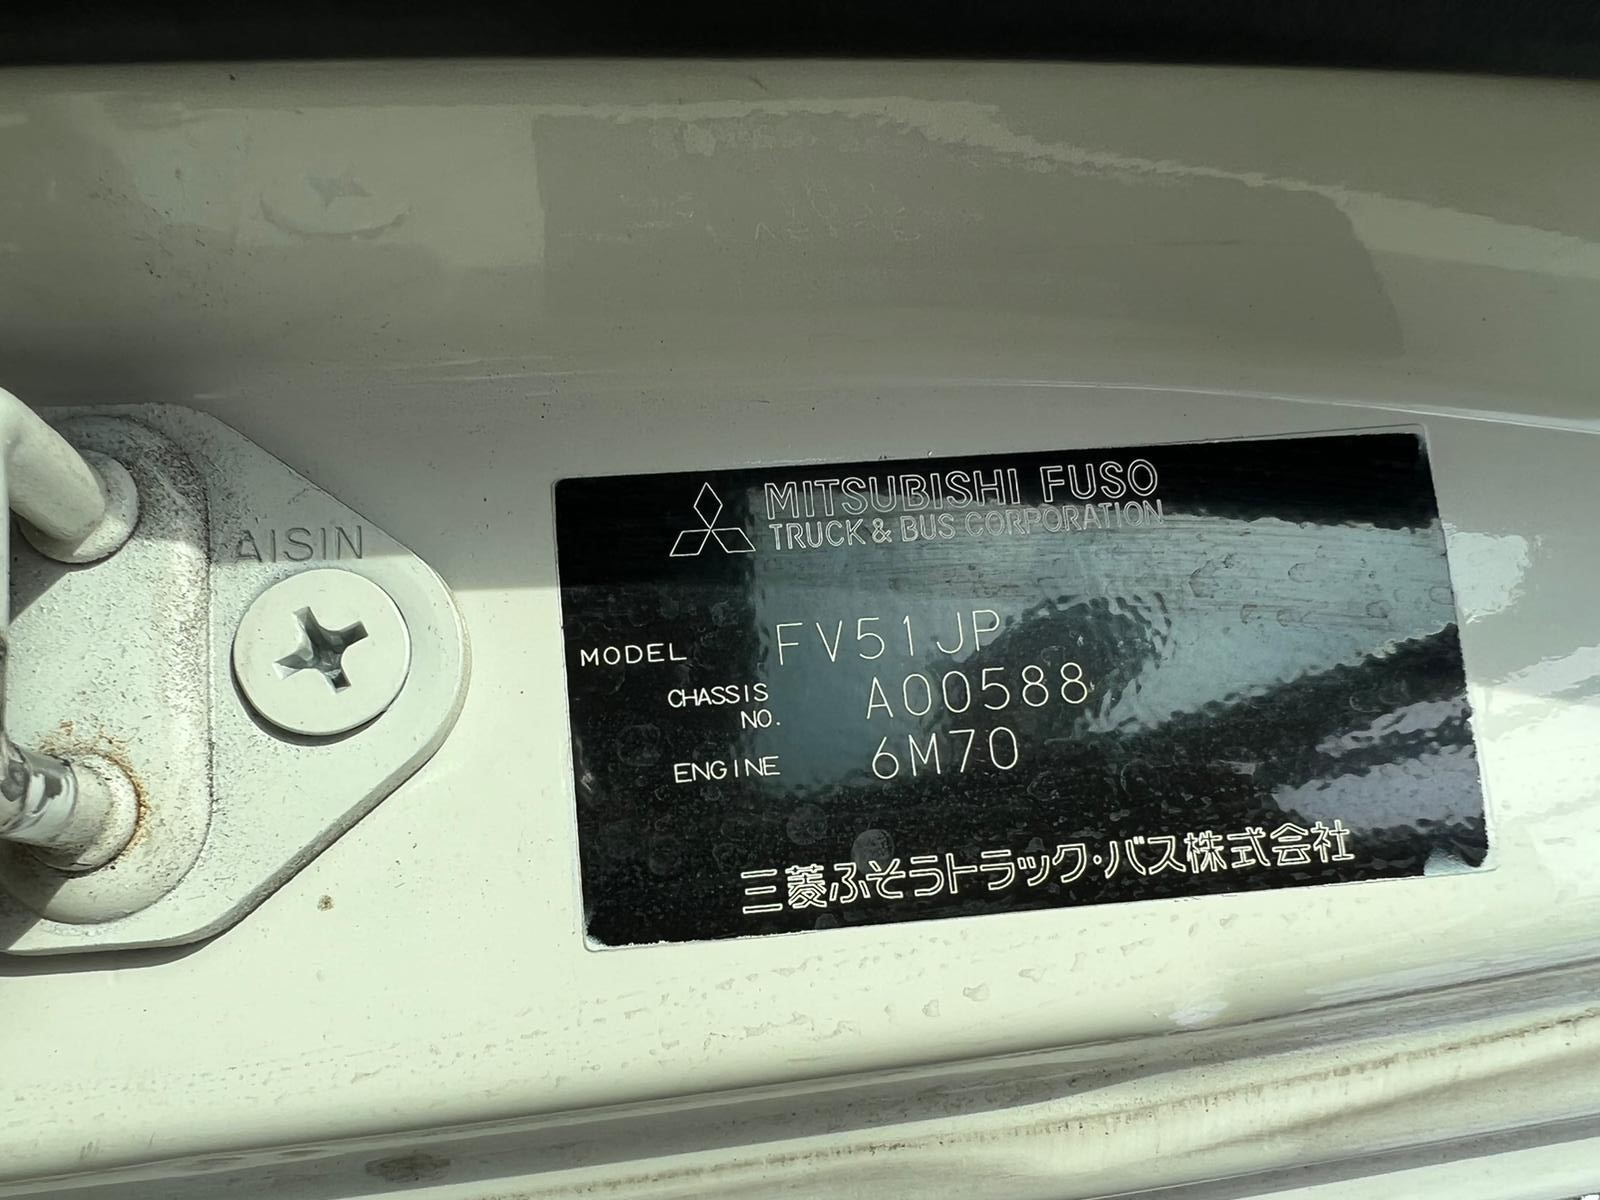 AISIN
MITSUBISHI FUSO
TRUCK & BUS CORPORATION
MODEL FV51JP
CHASSIS NO. A00588
ENGINE 6M70
三菱ふそうトラック・バス株式会社